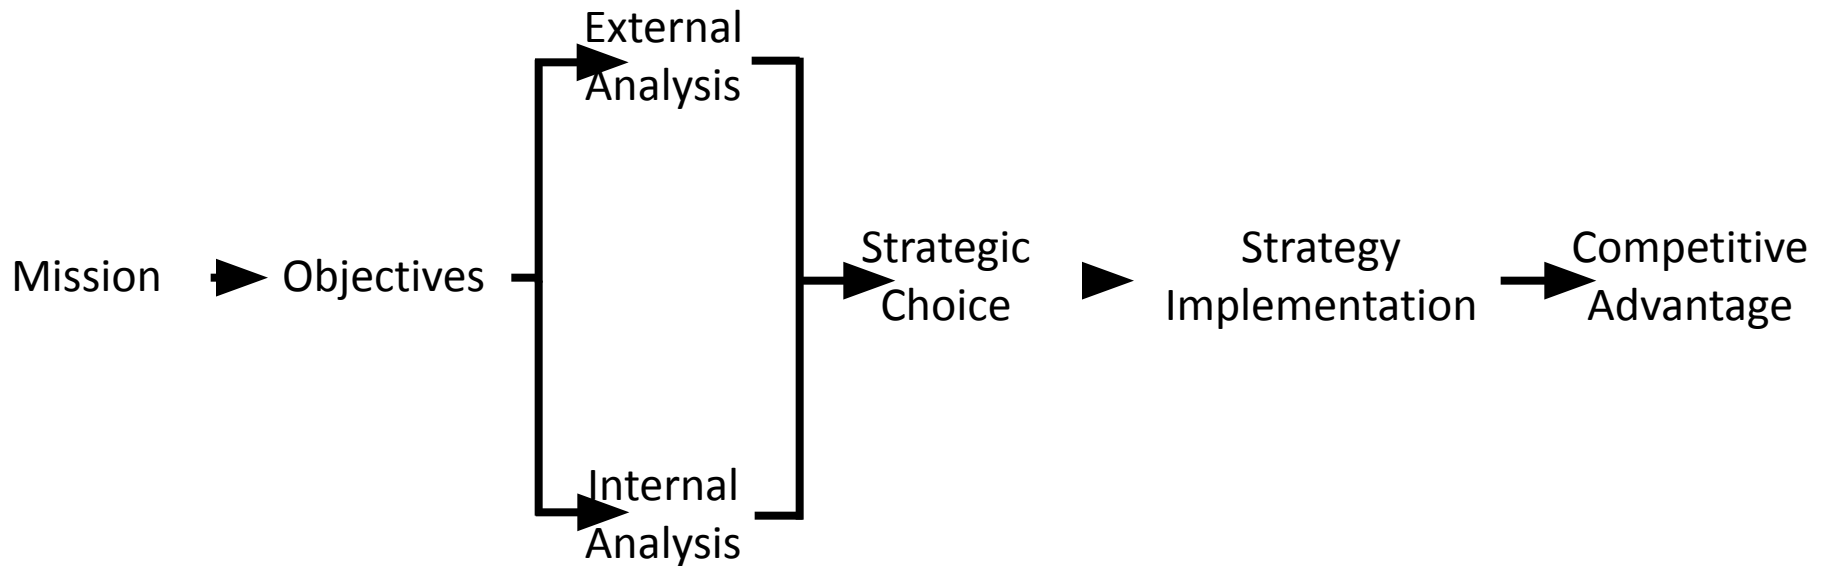 External
Analysis
Mission
Objectives
Strategic
Choice
Strategy
Implementation
Competitive
Advantage
Internal
Analysis